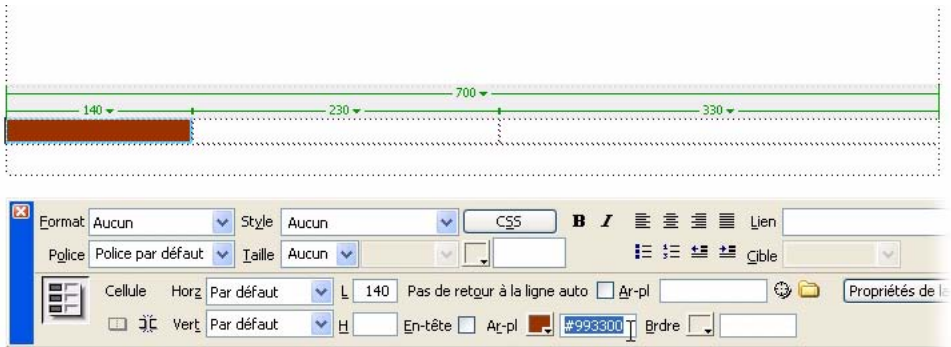 700
140 230 330
Format Aucun Style Aucun CSS B I Lien
Police Police par défaut Taille Aucun Cible
Cellule Horz Par défaut L 140 Pas de retour à la ligne auto Ar-pl Propriétés de la
Vert Par défaut H En-tête Ar-pl #993300 Brdre